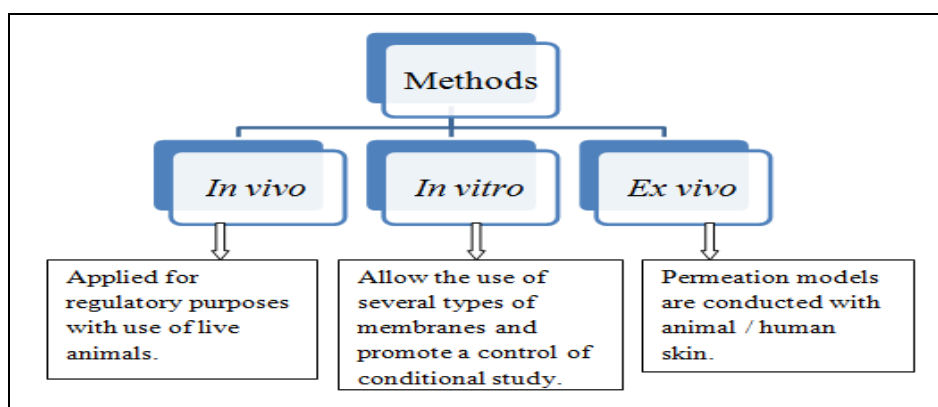 Methods
In vivo
In vitro
Ex vivo
Applied for
regulatory purposes
with use of live
animals.
Allow the use of
several types of
membranes and
promote a control of
conditional study.
Permeation models
are conducted with
animal / human
skin.